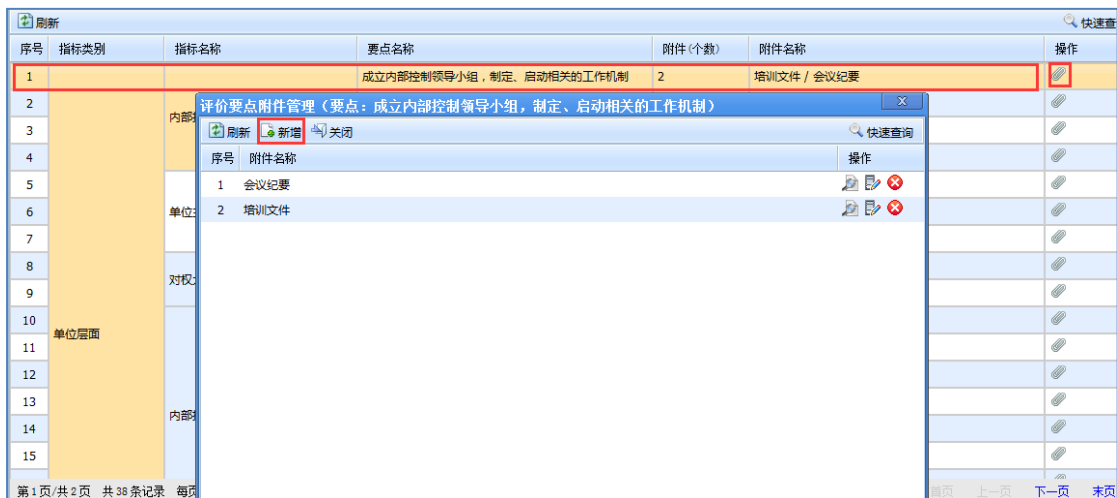 刷新 快速查
序号 指标类别 指标名称 要点名称 附件(个数) 附件名称 操作
1 成立内部控制领导小组，制定、启动相关的工作机制 2 培训文件 / 会议纪要
评价要点附件管理（要点：成立内部控制领导小组，制定、启动相关的工作机制） X
刷新 新增 关闭 快速查询
序号 附件名称 操作
1 会议纪要
2 培训文件
2
内部
3
4
5
6 单位
7
8
对权
9
10
单位层面
11
12
13
内部
14
15
第1页/共2页 共38条记录 每页 首页 上一页 下一页 末页